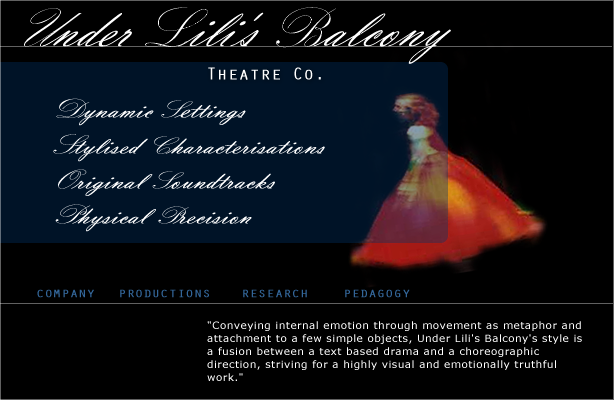 Under Lili's Balcony
Theatre Co.
Dynamic Settings
Stylised Characterisations
Original Soundtracks
Physical Precision
COMPANY PRODUCTIONS RESEARCH PEDAGOGY
"Conveying internal emotion through movement as metaphor and
attachment to a few simple objects, Under Lili's Balcony's style is
a fusion between a text based drama and a choreographic
direction, striving for a highly visual and emotionally truthful
work."